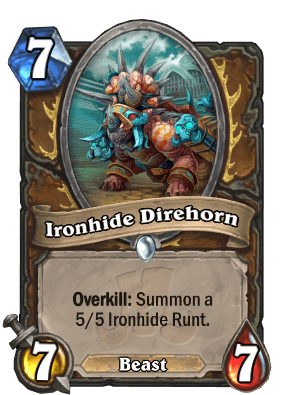 7
Ironhide Direhorn
Overkill: Summon a
5/5 Ironhide Runt.
7
Beast
7